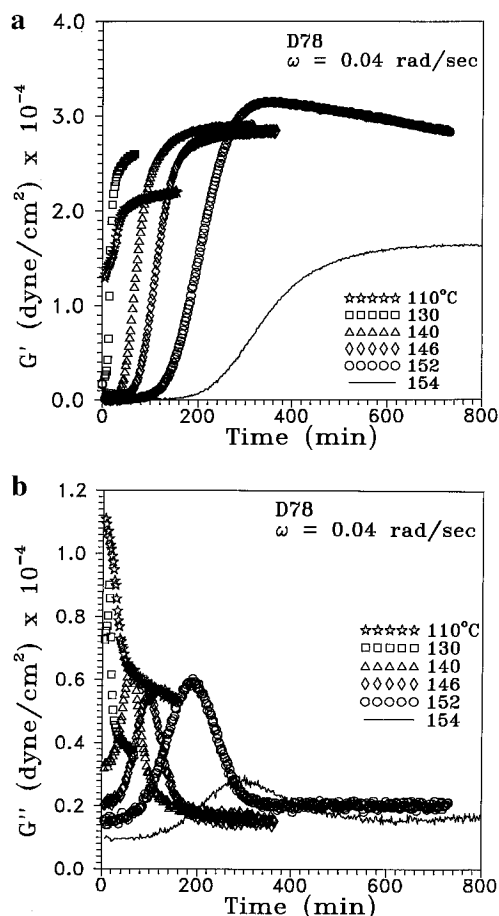 a
D78
ω = 0.04 rad/sec
G' (dyne/cm²) x 10⁻⁴
4.0
3.0
2.0
1.0
0.0
☆☆☆☆☆ 110°C
□□□□□ 130
△△△△△ 140
◇◇◇◇◇ 146
○○○○○ 152
154
0 200 400 600 800
Time (min)
b
D78
ω = 0.04 rad/sec
G'' (dyne/cm²) x 10⁻⁴
1.2
1.0
0.8
0.6
0.4
0.2
0.0
☆☆☆☆☆ 110°C
□□□□□ 130
△△△△△ 140
◇◇◇◇◇ 146
○○○○○ 152
154
0 200 400 600 800
Time (min)